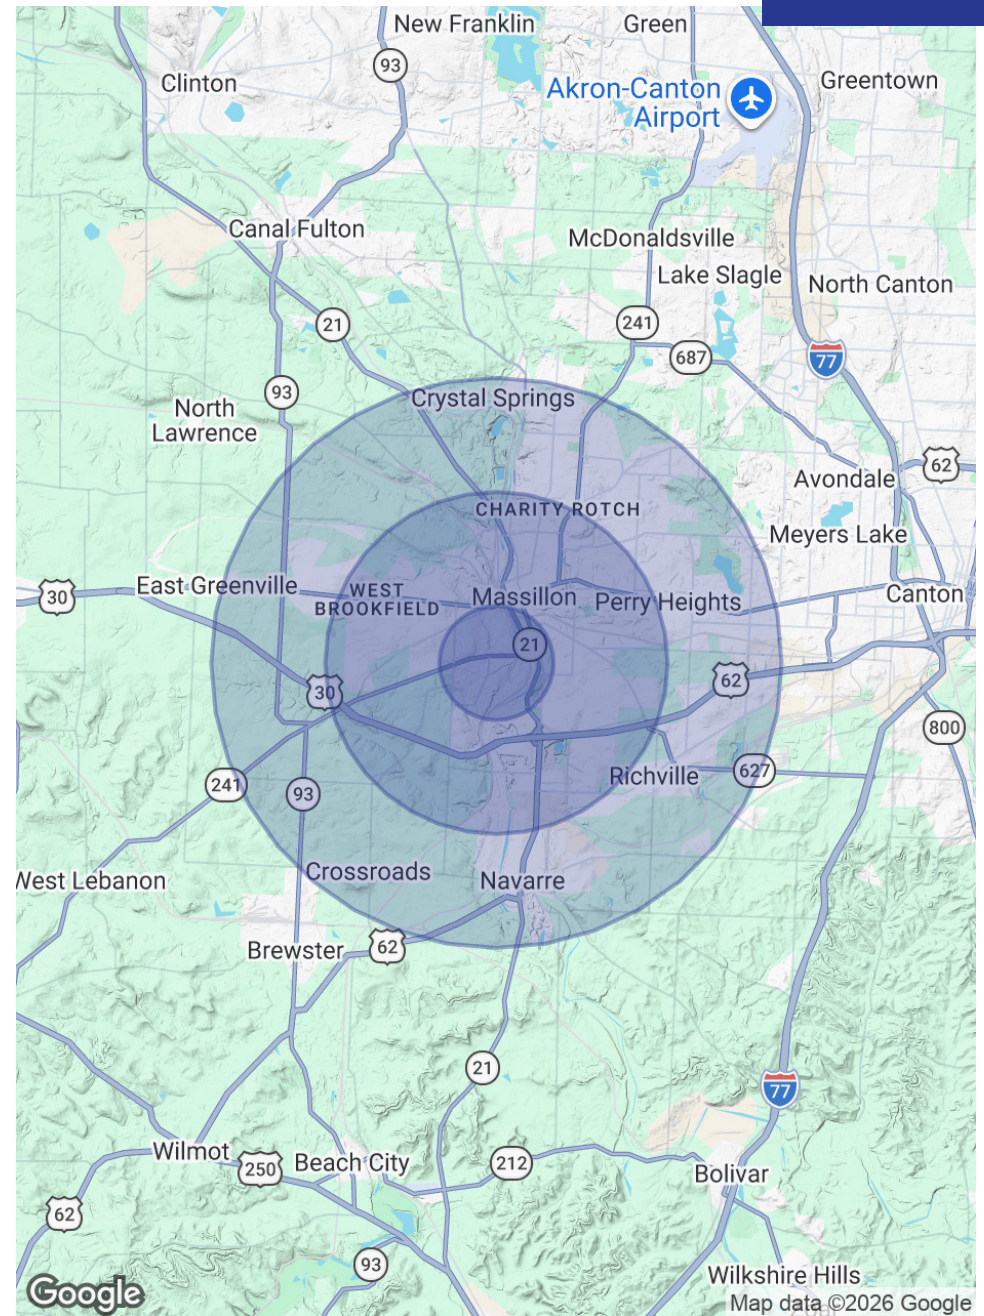 New Franklin
Green
93
Clinton
Akron-Canton
Airport
Greentown
Canal Fulton
McDonaldsville
Lake Slagle
North Canton
21
241
687
77
93
Crystal Springs
North
Lawrence
62
Avondale
CHARITY ROTCH
Meyers Lake
East Greenville
WEST
BROOKFIELD
Massillon
Perry Heights
Canton
30
21
30
62
800
241
93
Richville
627
West Lebanon
Crossroads
Navarre
Brewster
62
21
77
Wilmot
250
Beach City
212
Bolivar
62
93
Wilkshire Hills
Google
Map data ©2026 Google